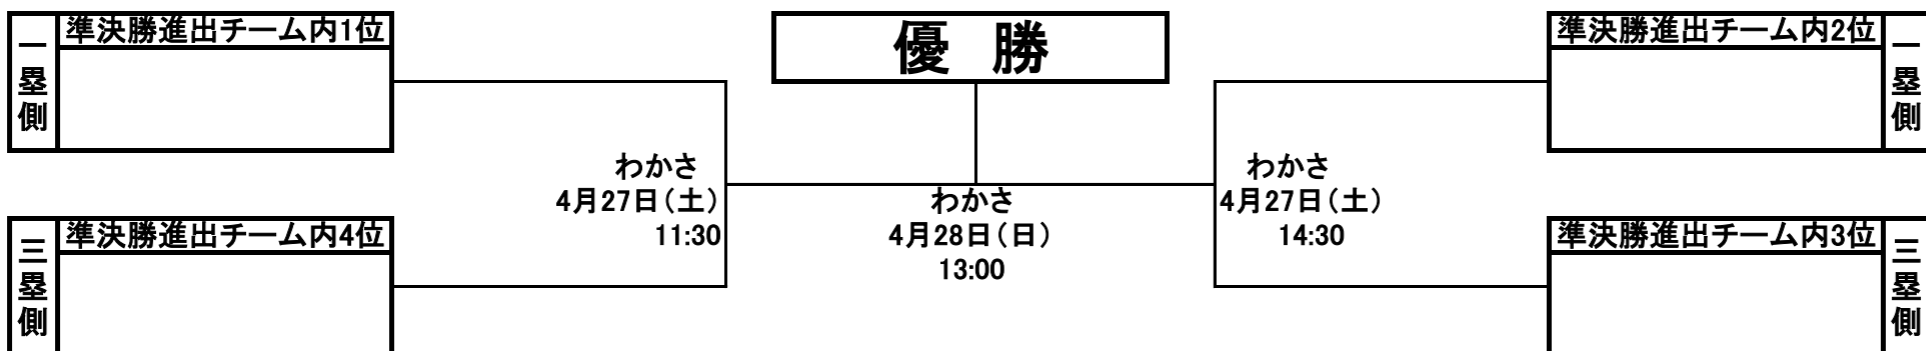 優　勝
一塁側
準決勝進出チーム内1位
わかさ
4月27日（土）
11:30
三塁側
準決勝進出チーム内4位
わかさ
4月28日（日）
13:00
準決勝進出チーム内2位
一塁側
わかさ
4月27日（土）
14:30
準決勝進出チーム内3位
三塁側